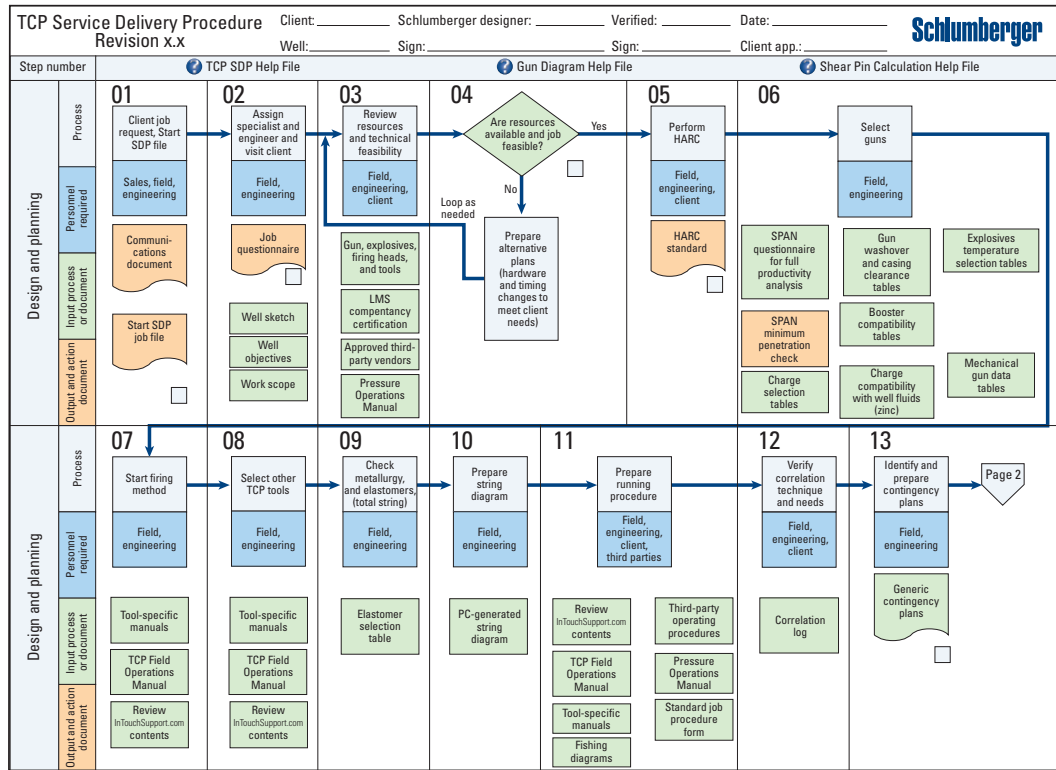 TCP Service Delivery Procedure
Revision x.x
Client:
Schlumberger designer:
Verified:
Date:
Well:
Sign:
Sign:
Client app.:
Schlumberger
Step number
? TCP SDP Help File
? Gun Diagram Help File
? Shear Pin Calculation Help File
Design and planning
Process
Personnel
required
Input process
or document
Output and action
document
01
Client job
request, Start
SDP file
Sales, field,
engineering
Communi-
cations
document
Start SDP
job file
02
Assign
specialist and
engineer and
visit client
Field,
engineering
Job
questionnaire
Well sketch
Well
objectives
Work scope
03
Review
resources
and technical
feasibility
Field,
engineering,
client
Gun, explosives,
firing heads,
and tools
LMS
compentancy
certification
Approved third-
party vendors
Pressure
Operations
Manual
04
Are resources
available and job
feasible?
Yes
No
Loop as
needed
Prepare
alternative
plans
(hardware
and timing
changes to
meet client
needs)
05
Perform
HARC
Field,
engineering,
client
HARC
standard
06
Select
guns
Field,
engineering
SPAN
questionnaire
for full
productivity
analysis
SPAN
minimum
penetration
check
Charge
selection
tables
Gun
washover
and casing
clearance
tables
Booster
compatibility
tables
Charge
compatibility
with well fluids
(zinc)
Explosives
temperature
selection tables
Mechanical
gun data
tables
Design and planning
Process
Personnel
required
Input process
or document
Output and action
document
07
Start firing
method
Field,
engineering
Tool-specific
manuals
TCP Field
Operations
Manual
Review
InTouchSupport.com
contents
08
Select other
TCP tools
Field,
engineering
Tool-specific
manuals
TCP Field
Operations
Manual
Review
InTouchSupport.com
contents
09
Check
metallurgy,
and elastomers,
(total string)
Field,
engineering
Elastomer
selection
table
10
Prepare
string
diagram
Field,
engineering
PC-generated
string
diagram
11
Prepare
running
procedure
Field,
engineering,
client,
third parties
Review
InTouchSupport.com
contents
TCP Field
Operations
Manual
Tool-specific
manuals
Fishing
diagrams
Third-party
operating
procedures
Pressure
Operations
Manual
Standard job
procedure
form
12
Verify
correlation
technique
and needs
Field,
engineering,
client
Correlation
log
13
Identify and
prepare
contingency
plans
Field,
engineering
Generic
contingency
plans
Page 2